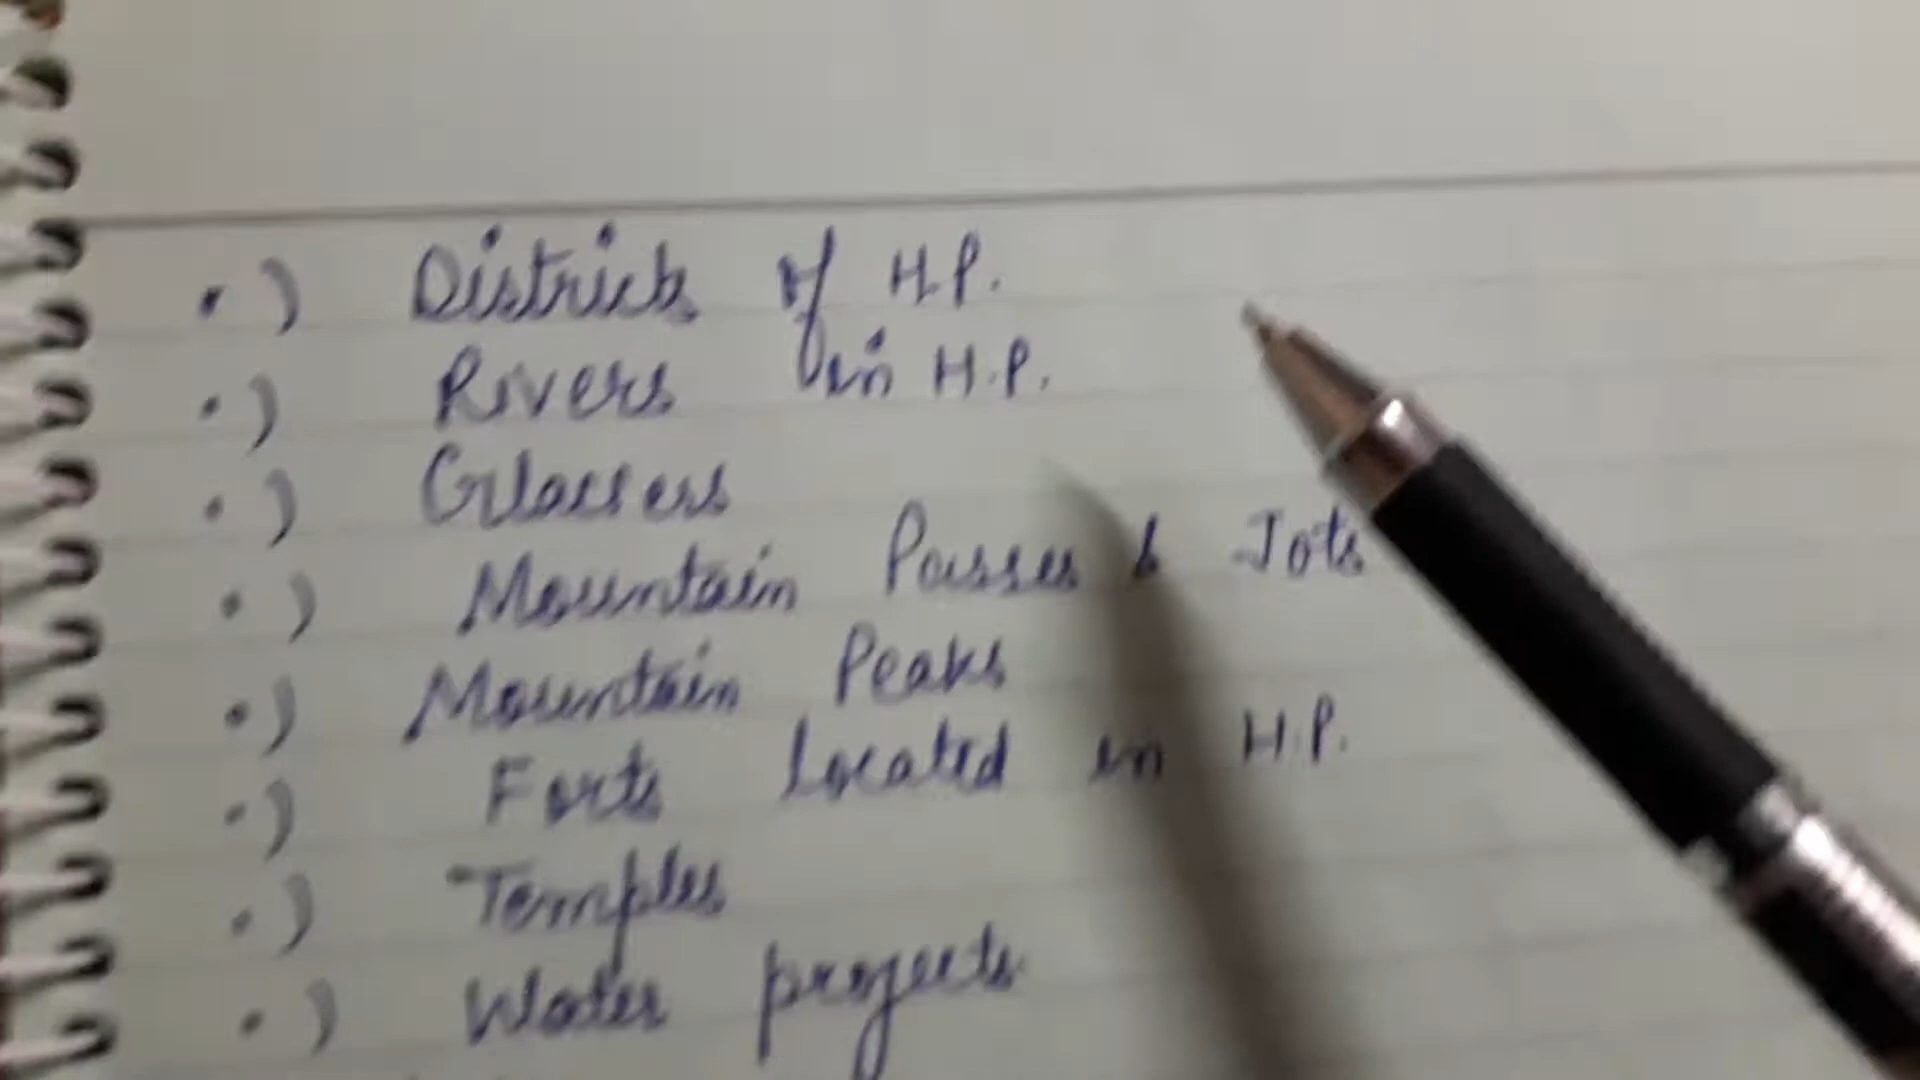 •) Districts of H.P.
•) Rivers in H.P.
•) Glaciers
•) Mountain Passes & Jots
•) Mountain Peaks
•) Forts located in H.P.
•) Temples
•) Water projects